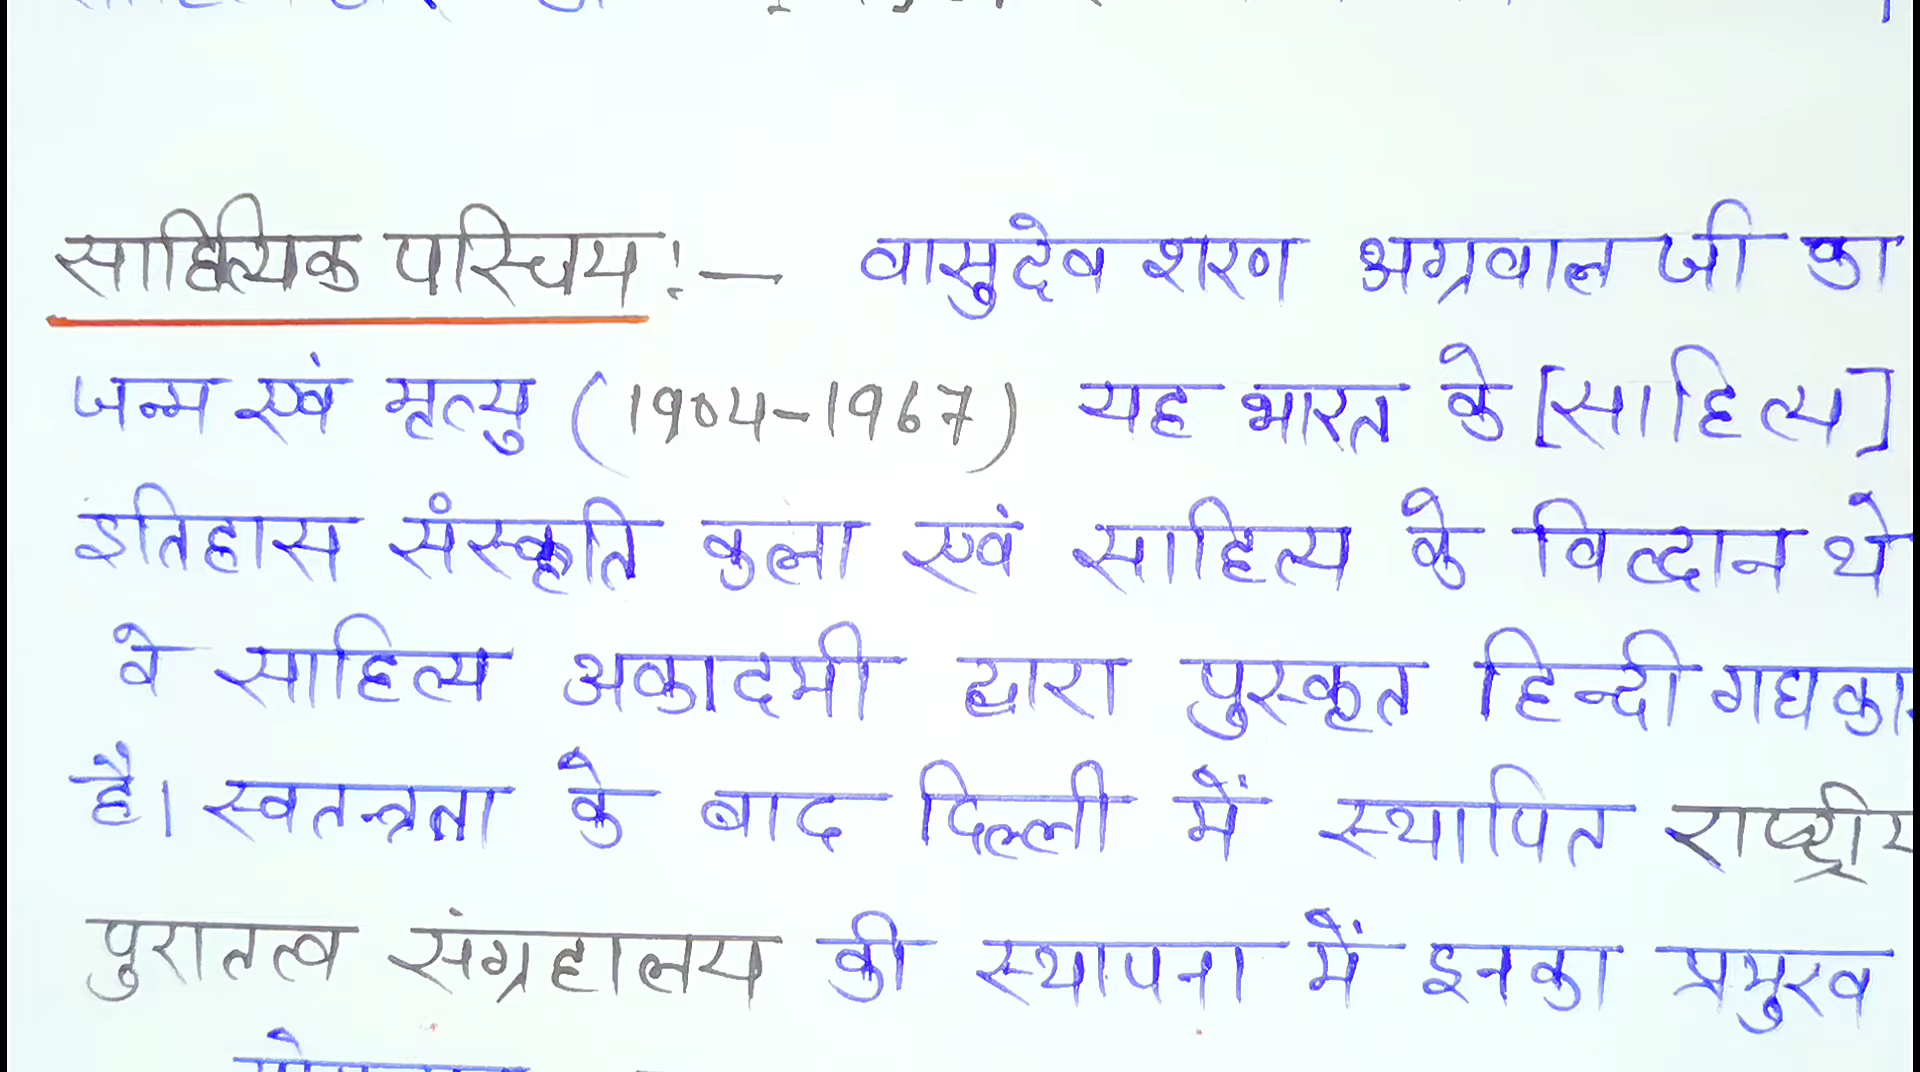 साहित्यिक परिचय :— वासुदेव शरण अग्रवाल जी का
जन्म एवं मृत्यु (1904-1967) यह भारत के [साहित्य]
इतिहास संस्कृति कला एवं साहित्य के विद्धान थे
वे साहित्य अकादमी द्वारा पुरस्कृत हिन्दी गद्यका
है। स्वतन्त्रता के बाद दिल्ली में स्थापित राष्ट्रीय
पुरातत्व संग्रहालय की स्थापना में इनका प्रमुख